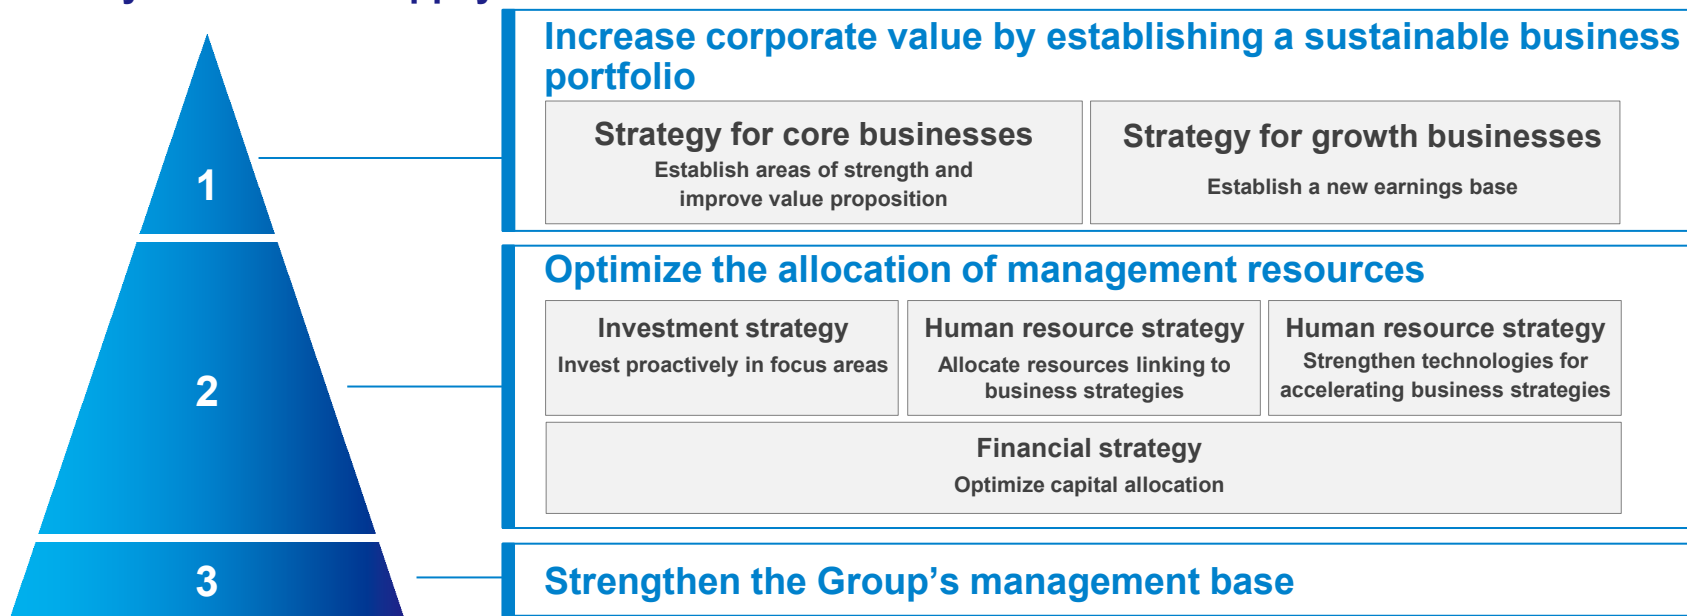 Increase corporate value by establishing a sustainable business
portfolio
Strategy for core businesses
Establish areas of strength and
improve value proposition
Strategy for growth businesses
Establish a new earnings base
1
Optimize the allocation of management resources
Investment strategy
Invest proactively in focus areas
Human resource strategy
Allocate resources linking to
business strategies
Human resource strategy
Strengthen technologies for
accelerating business strategies
Financial strategy
Optimize capital allocation
2
Strengthen the Group’s management base
3